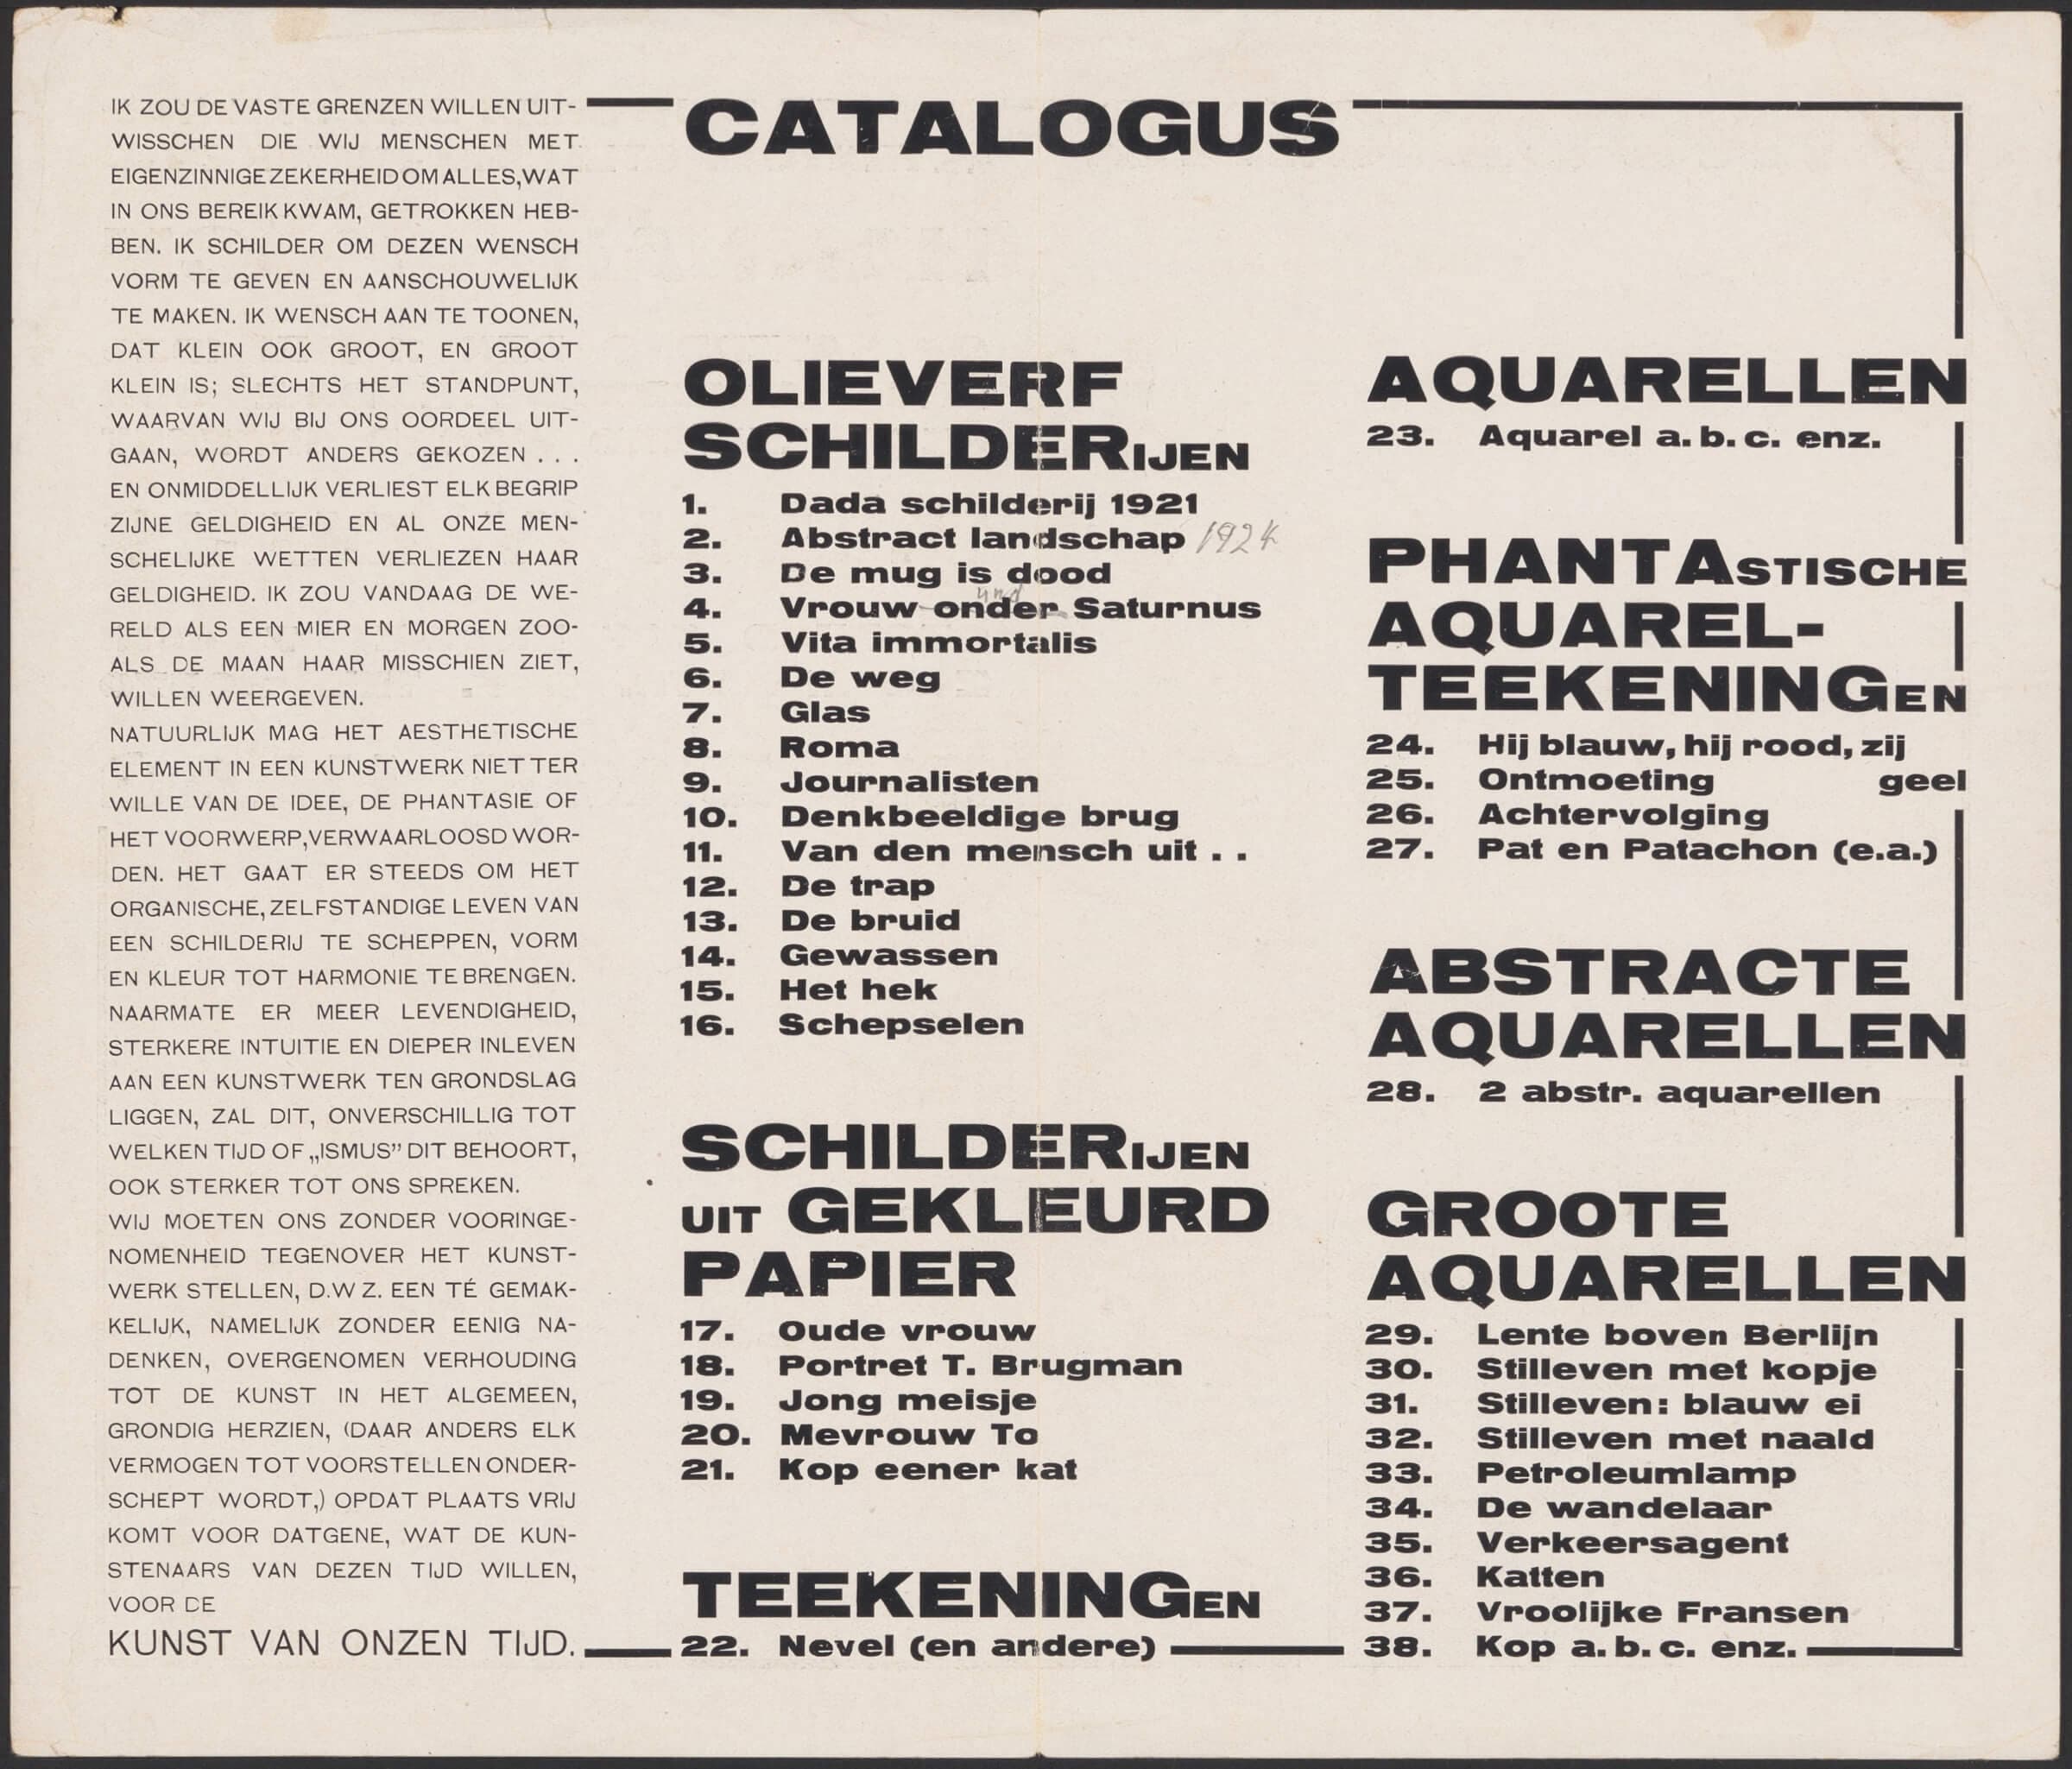 IK ZOU DE VASTE GRENZEN WILLEN UIT-
WISSCHEN DIE WIJ MENSCHEN MET
EIGENZINNIGE ZEKERHEID OM ALLES, WAT
IN ONS BEREIK KWAM, GETROKKEN HEB-
BEN. IK SCHILDER OM DEZEN WENSCH
VORM TE GEVEN EN AANSCHOUWELIJK
TE MAKEN. IK WENSCH AAN TE TOONEN,
DAT KLEIN OOK GROOT, EN GROOT
KLEIN IS; SLECHTS HET STANDPUNT,
WAARVAN WIJ BIJ ONS OORDEEL UIT-
GAAN, WORDT ANDERS GEKOZEN . . .
EN ONMIDDELLIJK VERLIEST ELK BEGRIP
ZIJNE GELDIGHEID EN AL ONZE MEN-
SCHELIJKE WETTEN VERLIEZEN HAAR
GELDIGHEID. IK ZOU VANDAAG DE WE-
RELD ALS EEN MIER EN MORGEN ZOO-
ALS DE MAAN HAAR MISSCHIEN ZIET,
WILLEN WEERGEVEN.
NATUURLIJK MAG HET AESTHETISCHE
ELEMENT IN EEN KUNSTWERK NIET TER
WILLE VAN DE IDEE, DE PHANTASIE OF
HET VOORWERP, VERWAARLOOSD WOR-
DEN. HET GAAT ER STEEDS OM HET
ORGANISCHE, ZELFSTANDIGE LEVEN VAN
EEN SCHILDERIJ TE SCHEPPEN, VORM
EN KLEUR TOT HARMONIE TE BRENGEN.
NAARMATE ER MEER LEVENDIGHEID,
STERKERE INTUITIE EN DIEPER INLEVEN
AAN EEN KUNSTWERK TEN GRONDSLAG
LIGGEN, ZAL DIT, ONVERSCHILLIG TOT
WELKEN TIJD OF „ISMUS” DIT BEHOORT,
OOK STERKER TOT ONS SPREKEN.
WIJ MOETEN ONS ZONDER VOORINGE-
NOMENHEID TEGENOVER HET KUNST-
WERK STELLEN, D.W Z. EEN TÉ GEMAK-
KELIJK, NAMELIJK ZONDER EENIG NA-
DENKEN, OVERGENOMEN VERHOUDING
TOT DE KUNST IN HET ALGEMEEN,
GRONDIG HERZIEN, (DAAR ANDERS ELK
VERMOGEN TOT VOORSTELLEN ONDER-
SCHEPT WORDT,) OPDAT PLAATS VRIJ
KOMT VOOR DATGENE, WAT DE KUN-
STENAARS VAN DEZEN TIJD WILLEN,
VOOR DE
KUNST VAN ONZEN TIJD.
CATALOGUS
OLIEVERF
SCHILDERIJEN
1. Dada schilderij 1921
2. Abstract landschap 1924
3. De mug is dood
und
4. Vrouw onder Saturnus
5. Vita immortalis
6. De weg
7. Glas
8. Roma
9. Journalisten
10. Denkbeeldige brug
11. Van den mensch uit . .
12. De trap
13. De bruid
14. Gewassen
15. Het hek
16. Schepselen
SCHILDERIJEN
UIT GEKLEURD
PAPIER
17. Oude vrouw
18. Portret T. Brugman
19. Jong meisje
20. Mevrouw To
21. Kop eener kat
TEEKENINGEN
22. Nevel (en andere)
AQUARELLEN
23. Aquarel a. b. c. enz.
PHANTASTISCHE
AQUAREL-
TEEKENINGEN
24. Hij blauw, hij rood, zij
25. Ontmoeting geel
26. Achtervolging
27. Pat en Patachon (e.a.)
ABSTRACTE
AQUARELLEN
28. 2 abstr. aquarellen
GROOTE
AQUARELLEN
29. Lente boven Berlijn
30. Stilleven met kopje
31. Stilleven: blauw ei
32. Stilleven met naald
33. Petroleumlamp
34. De wandelaar
35. Verkeersagent
36. Katten
37. Vroolijke Fransen
38. Kop a. b. c. enz.